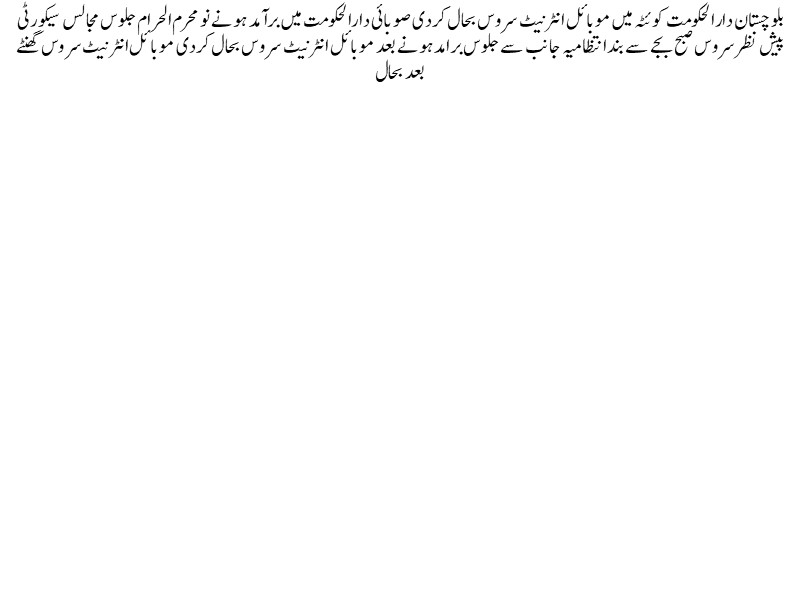 بلوچستان دارالحکومت کوئٹہ میں موبائل انٹرنیٹ سروس بحال کردی صوبائی دارالحکومت میں برآمد ہونے نو محرم الحرام جلوس مجالس سیکورٹی
پیش نظر سروس صبح بجے سے بند انتظامیہ جانب سے جلوس برامد ہونے بعد موبائل انٹرنیٹ سروس بحال کردی موبائل انٹرنیٹ سروس گھنٹے
بعد بحال